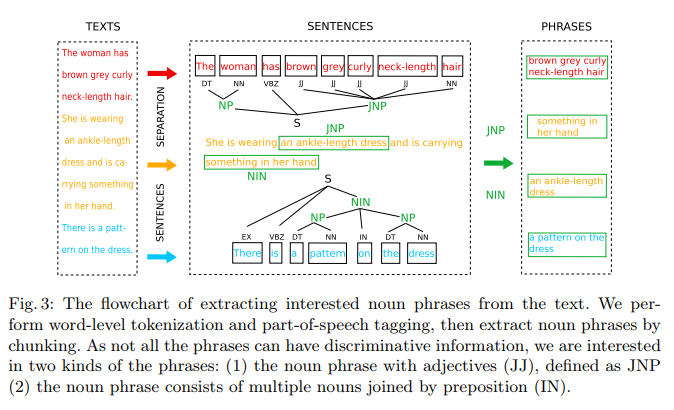 TEXTS
The woman has
brown grey curly
neck-length hair.
She is wearing
an ankle-length
dress and is ca-
rrying something
in her hand.
There is a patt-
ern on the dress.
SEPARATION
SENTENCES
SENTENCES
The woman has brown grey curly neck-length hair
DT NN VBZ JJ JJ JJ JJ NN
NP JNP
S
JNP
She is wearing an ankle-length dress and is carrying
something in her hand
NIN
S
NIN
NP NP
EX VBZ DT NN IN DT NN
There is a pattern on the dress
JNP
NIN
PHRASES
brown grey curly
neck-length hair
something in
her hand
an ankle-length
dress
a pattern on the
dress
Fig. 3: The flowchart of extracting interested noun phrases from the text. We per-
form word-level tokenization and part-of-speech tagging, then extract noun phrases by
chunking. As not all the phrases can have discriminative information, we are interested
in two kinds of the phrases: (1) the noun phrase with adjectives (JJ), defined as JNP
(2) the noun phrase consists of multiple nouns joined by preposition (IN).